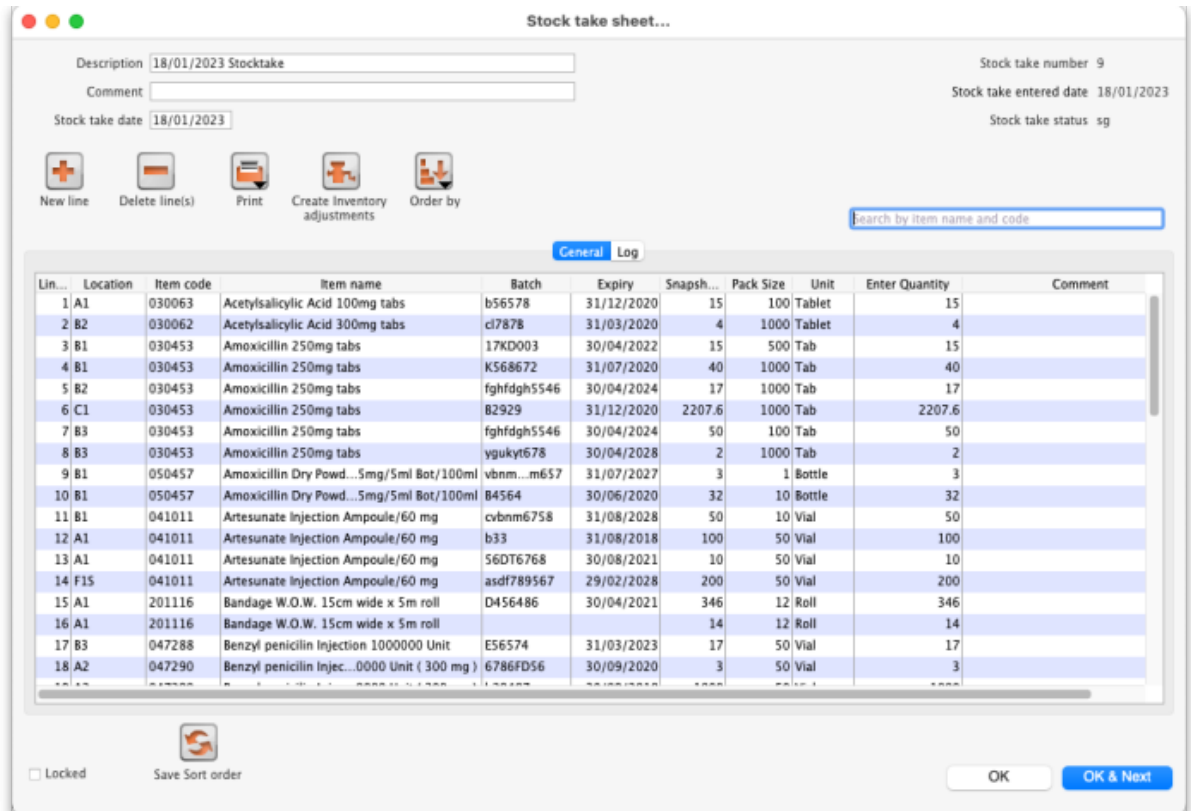 Stock take sheet...
Description 18/01/2023 Stocktake
Stock take number 9
Comment
Stock take entered date 18/01/2023
Stock take date 18/01/2023
Stock take status sg
New line Delete line(s) Print Create Inventory adjustments Order by
Search by item name and code
General Log
Lin... Location Item code Item name Batch Expiry Snapsh... Pack Size Unit Enter Quantity Comment
1 A1 030063 Acetylsalicylic Acid 100mg tabs b56578 31/12/2020 15 100 Tablet 15
2 B2 030062 Acetylsalicylic Acid 300mg tabs cl787B 31/03/2020 4 1000 Tablet 4
3 B1 030453 Amoxicillin 250mg tabs 17KD003 30/04/2022 15 500 Tab 15
4 B1 030453 Amoxicillin 250mg tabs K568672 31/07/2020 40 1000 Tab 40
5 B2 030453 Amoxicillin 250mg tabs fghfdgh5546 30/04/2024 17 1000 Tab 17
6 C1 030453 Amoxicillin 250mg tabs B2929 31/12/2020 2207.6 1000 Tab 2207.6
7 B3 030453 Amoxicillin 250mg tabs fghfdgh5546 30/04/2024 50 100 Tab 50
8 B3 030453 Amoxicillin 250mg tabs ygukyt678 30/04/2028 2 1000 Tab 2
9 B1 050457 Amoxicillin Dry Powd...5mg/5ml Bot/100ml vbnm...m657 31/07/2027 3 1 Bottle 3
10 B1 050457 Amoxicillin Dry Powd...5mg/5ml Bot/100ml B4564 30/06/2020 32 10 Bottle 32
11 B1 041011 Artesunate Injection Ampoule/60 mg cvbnm6758 31/08/2028 50 10 Vial 50
12 A1 041011 Artesunate Injection Ampoule/60 mg b33 31/08/2018 100 50 Vial 100
13 A1 041011 Artesunate Injection Ampoule/60 mg 56DT6768 30/08/2021 10 50 Vial 10
14 F1S 041011 Artesunate Injection Ampoule/60 mg asdf789567 29/02/2028 200 50 Vial 200
15 A1 201116 Bandage W.O.W. 15cm wide x 5m roll D456486 30/04/2021 346 12 Roll 346
16 A1 201116 Bandage W.O.W. 15cm wide x 5m roll 14 12 Roll 14
17 B3 047288 Benzyl penicilin Injection 1000000 Unit E56574 31/03/2023 17 50 Vial 17
18 A2 047290 Benzyl penicilin Injec...0000 Unit ( 300 mg ) 6786FD56 30/09/2020 3 50 Vial 3
Locked
Save Sort order
OK
OK & Next